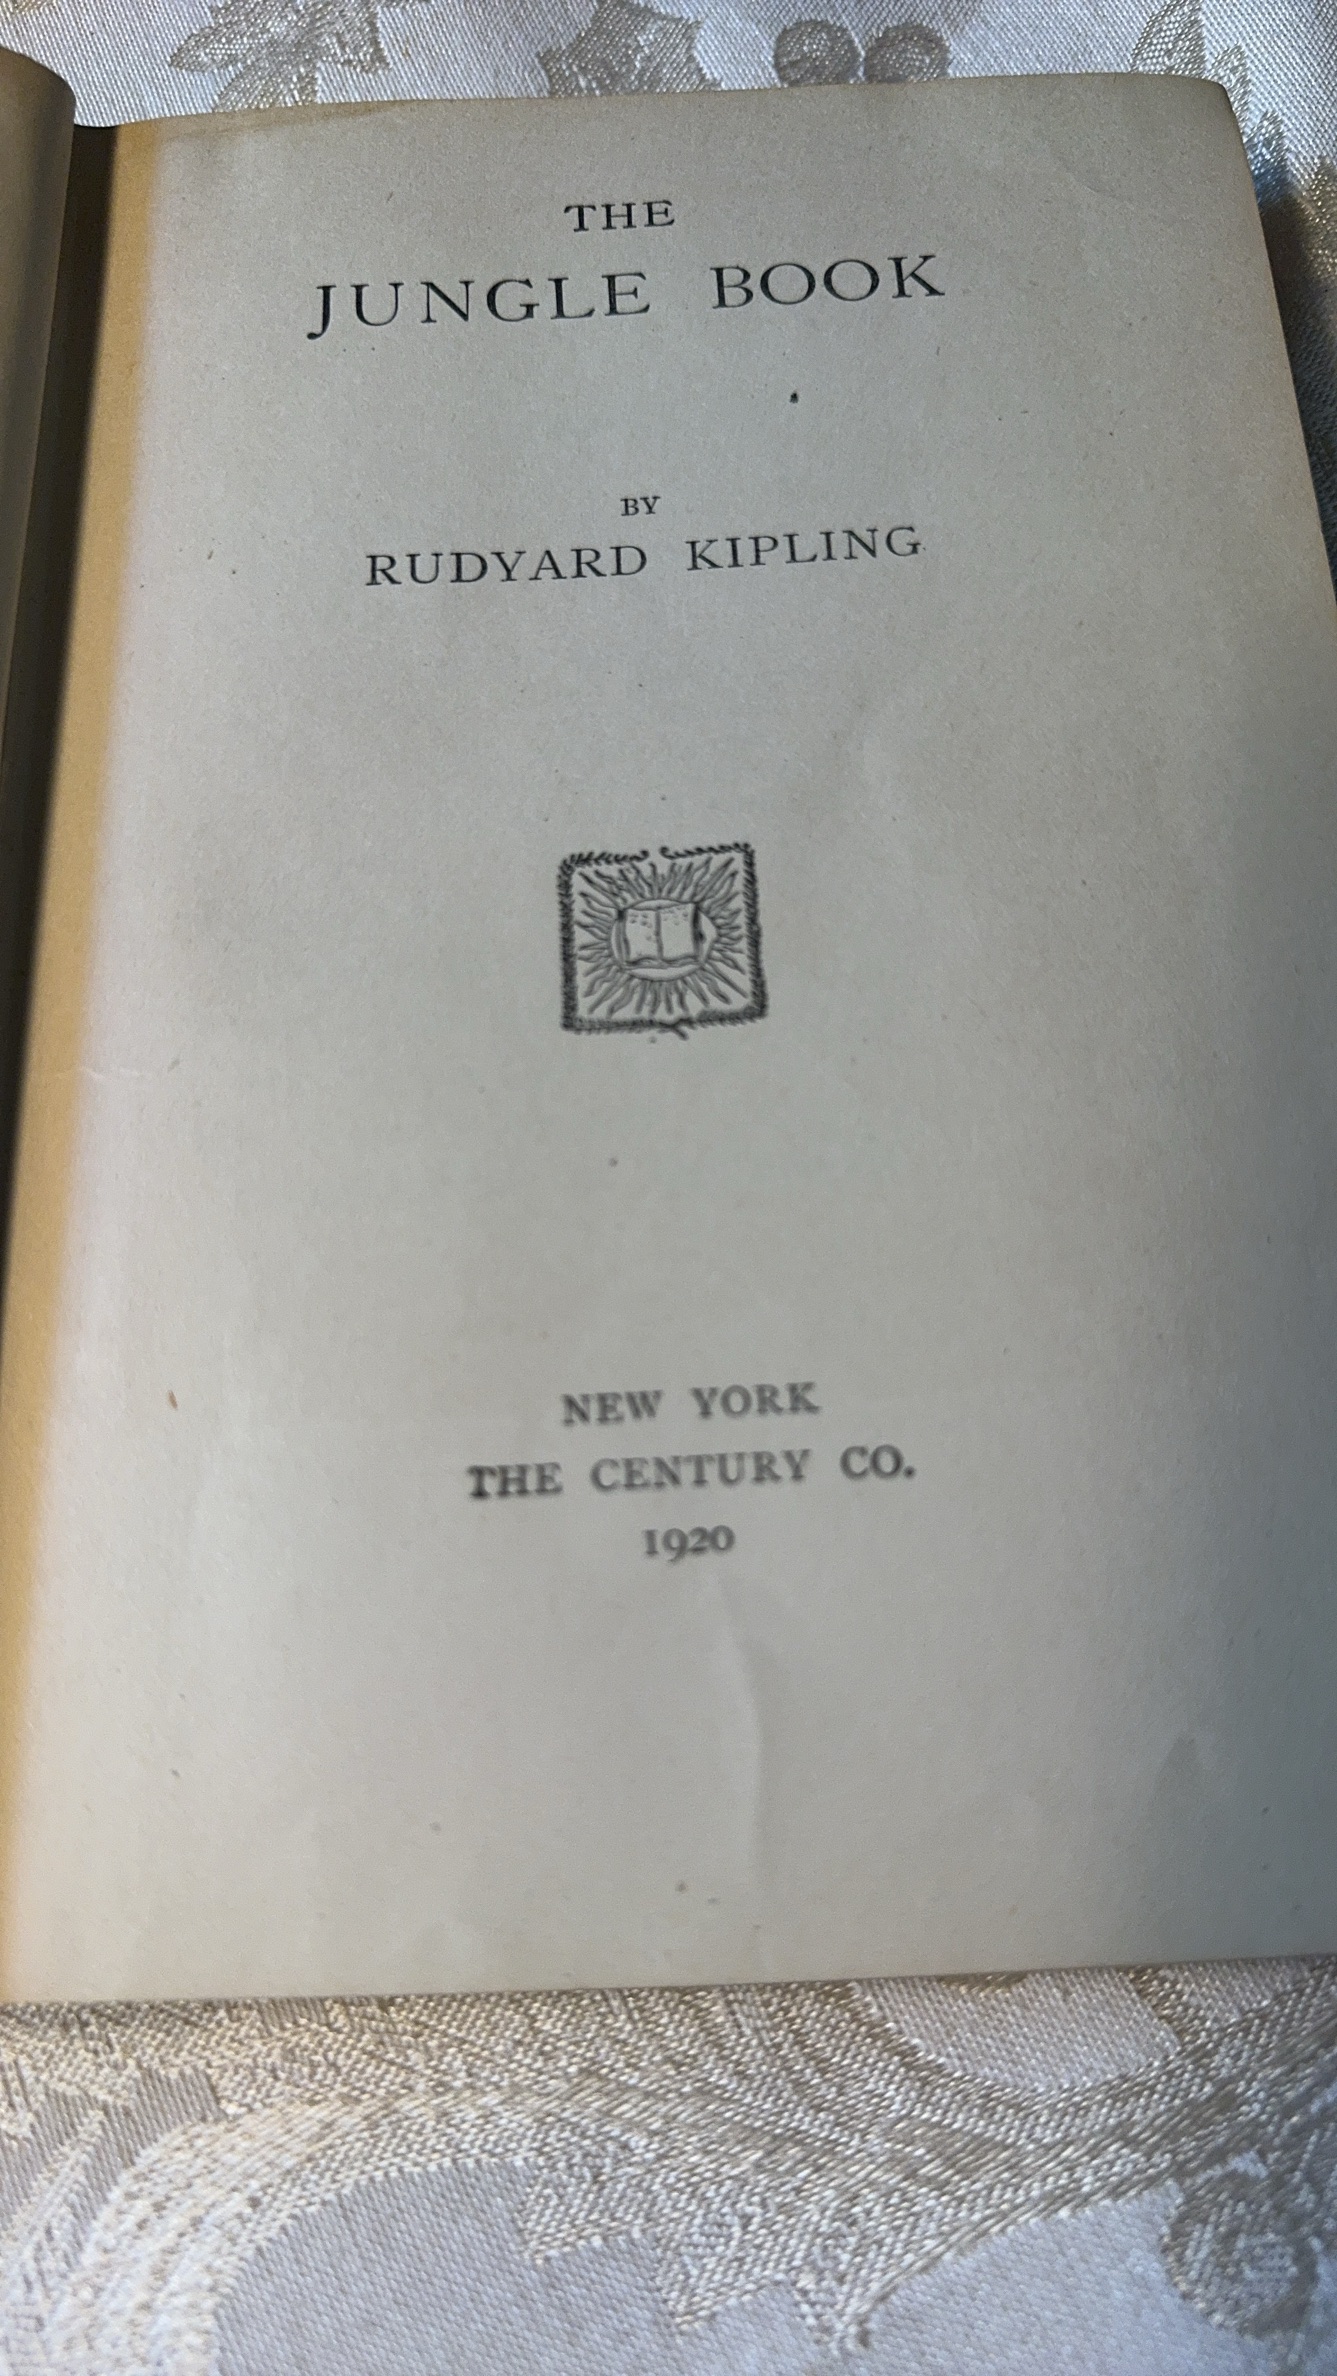 THE
JUNGLE BOOK
BY
RUDYARD KIPLING
NEW YORK
THE CENTURY CO.
1920